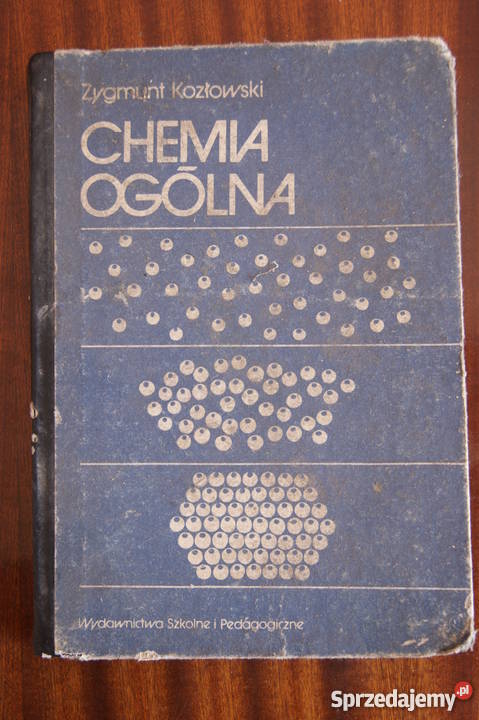 Zygmunt Kozłowski
CHEMIA
OGÓLNA
Wydawnictwa Szkolne i Pedagogiczne
Sprzedajemy.pl